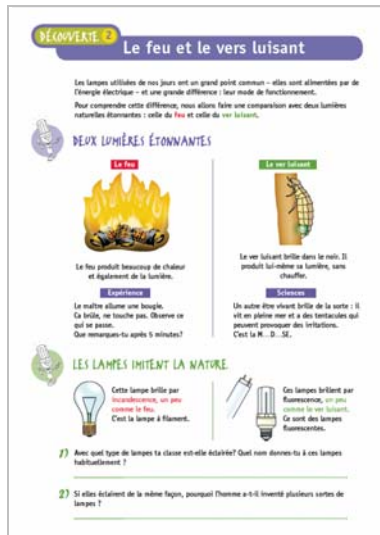 DÉCOUVERTE 2
Le feu et le vers luisant
Les lampes utilisées de nos jours ont un grand point commun – elles sont alimentées par de
l'énergie électrique – et une grande différence : leur mode de fonctionnement.
Pour comprendre cette différence, nous allons faire une comparaison avec deux lumières
naturelles étonnantes : celle du feu et celle du ver luisant.
DEUX LUMIÈRES ÉTONNANTES
Le feu
Le feu produit beaucoup de chaleur
et également de la lumière.
Expérience
Le maître allume une bougie.
Ca brûle, ne touche pas. Observe ce
qui se passe.
Que remarques-tu après 5 minutes?
Le ver luisant
Le ver luisant brille dans le noir. Il
produit lui-même sa lumière, sans
chauffer.
Sciences
Un autre être vivant brille de la sorte : il
vit en pleine mer et a des tentacules qui
peuvent provoquer des irritations.
C'est la M...D...SE.
LES LAMPES IMITENT LA NATURE
Cette lampe brille par
incandescence, un peu
comme le feu.
C'est la lampe à filament.
Ces lampes brillent par
fluorescence, un peu
comme le ver luisant.
Ce sont des lampes
fluorescentes.
1) Avec quel type de lampes ta classe est-elle éclairée? Quel nom donnes-tu à ces lampes
habituellement ?
2) Si elles éclairent de la même façon, pourquoi l'homme a-t-il inventé plusieurs sortes de
lampes ?